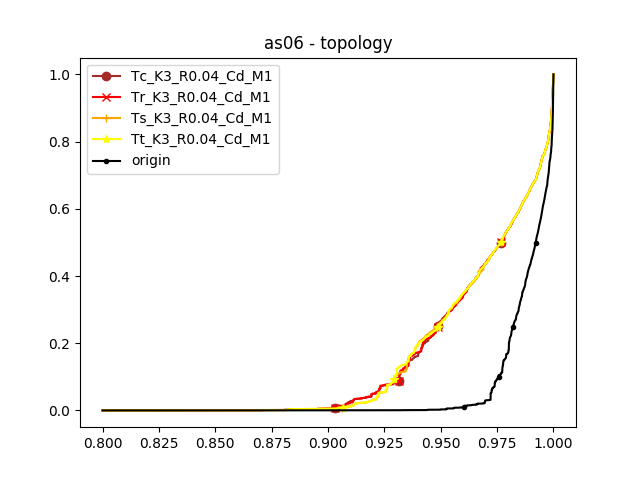 as06 - topology
Tc_K3_R0.04_Cd_M1
Tr_K3_R0.04_Cd_M1
Ts_K3_R0.04_Cd_M1
Tt_K3_R0.04_Cd_M1
origin
1.0
0.8
0.6
0.4
0.2
0.0
0.800 0.825 0.850 0.875 0.900 0.925 0.950 0.975 1.000